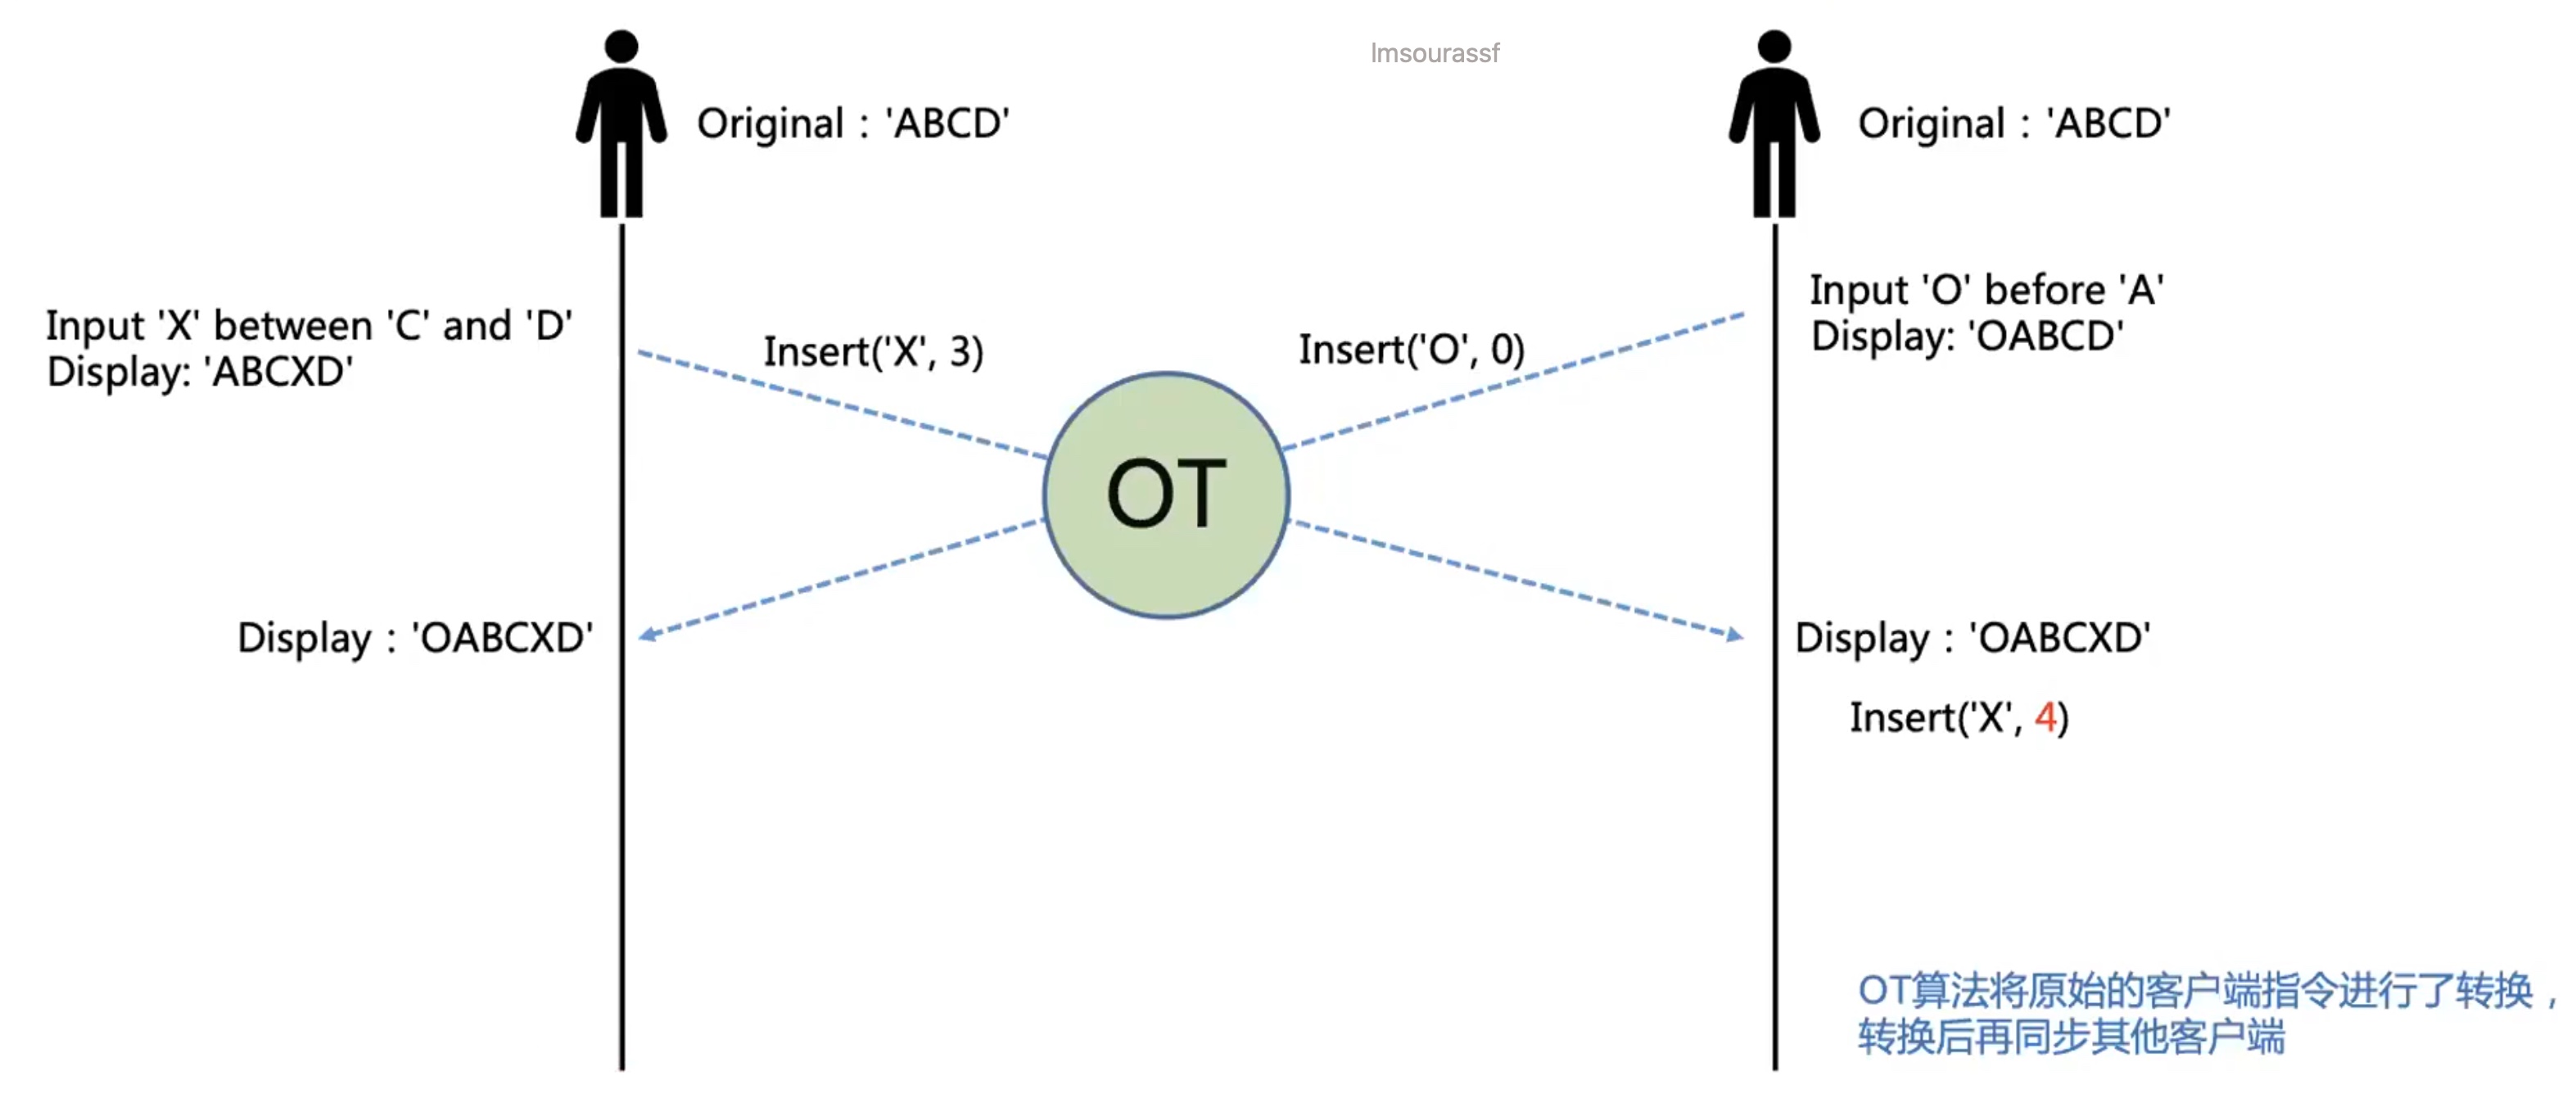 lmsourassf
Original：'ABCD'
Original：'ABCD'
Input 'X' between 'C' and 'D'
Display: 'ABCXD'
Insert('X', 3)
Insert('O', 0)
Input 'O' before 'A'
Display: 'OABCD'
OT
Display：'OABCXD'
Display：'OABCXD'
Insert('X', 4)
OT算法将原始的客户端指令进行了转换，
转换后再同步其他客户端